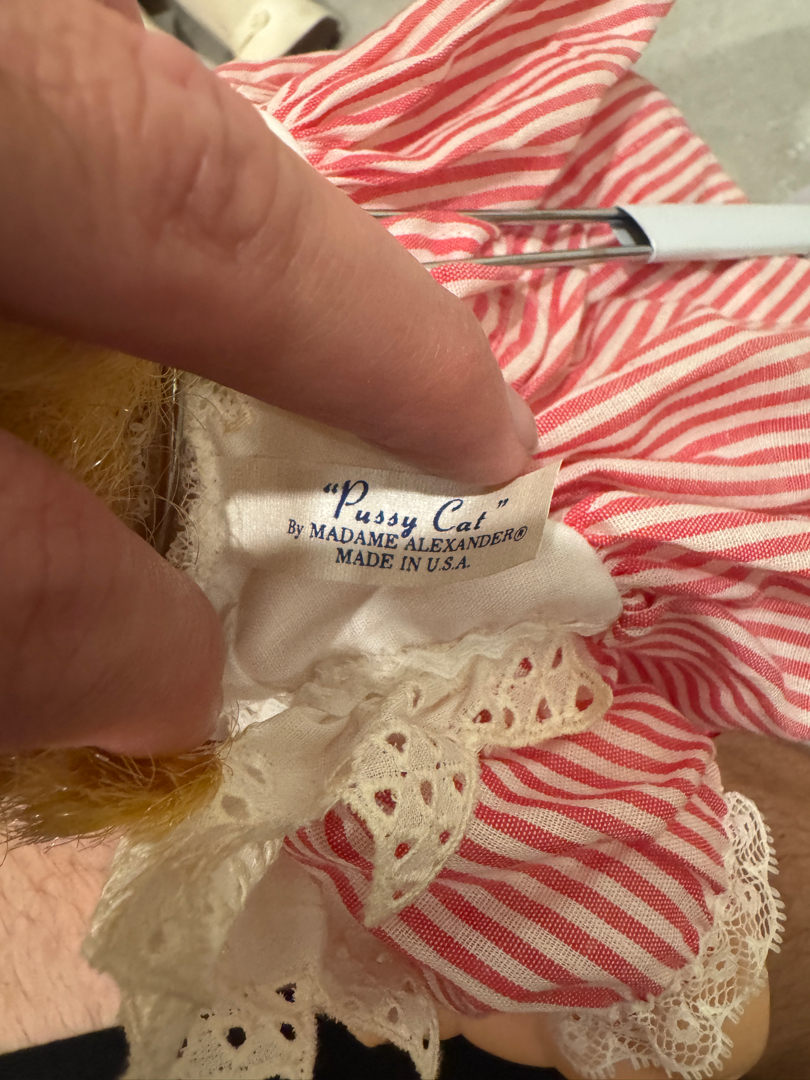 "Pussy Cat"
By MADAME ALEXANDER®
MADE IN U.S.A.